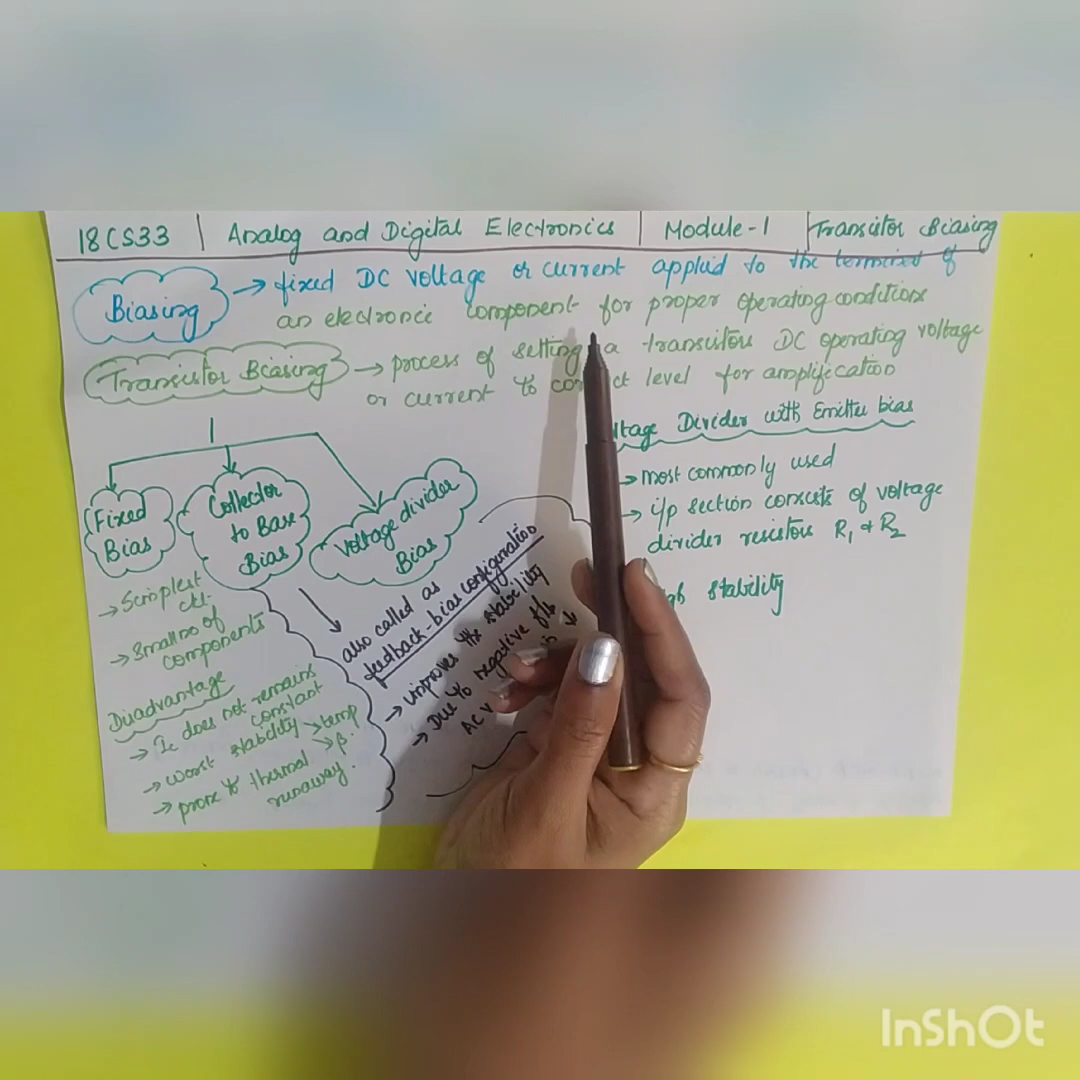 18CS33 | Analog and Digital Electronics | Module-1 | Transistor Biasing
Biasing → fixed DC voltage or current applied to the terminal of
an electronic component for proper operating conditions
Transistor Biasing → process of setting a transistors DC operating voltage
or current to level for amplification
Fixed
Bias
→ Simplest
ckt.
→ Small no of
components
Disadvantage
→ Ic does not remains
constant
→ worst stability → temp
→ β.
→ prone to thermal
runaway.
Collector
to Base
Bias
also called as
feedback-bias configuration
→ improves the stability
→ Due to negative f/b
AC ↓
Voltage divider
Bias
Divider with Emitter bias
→ most commonly used
→ i/p section consists of voltage
divider resistors R1 & R2
stability
InShOt